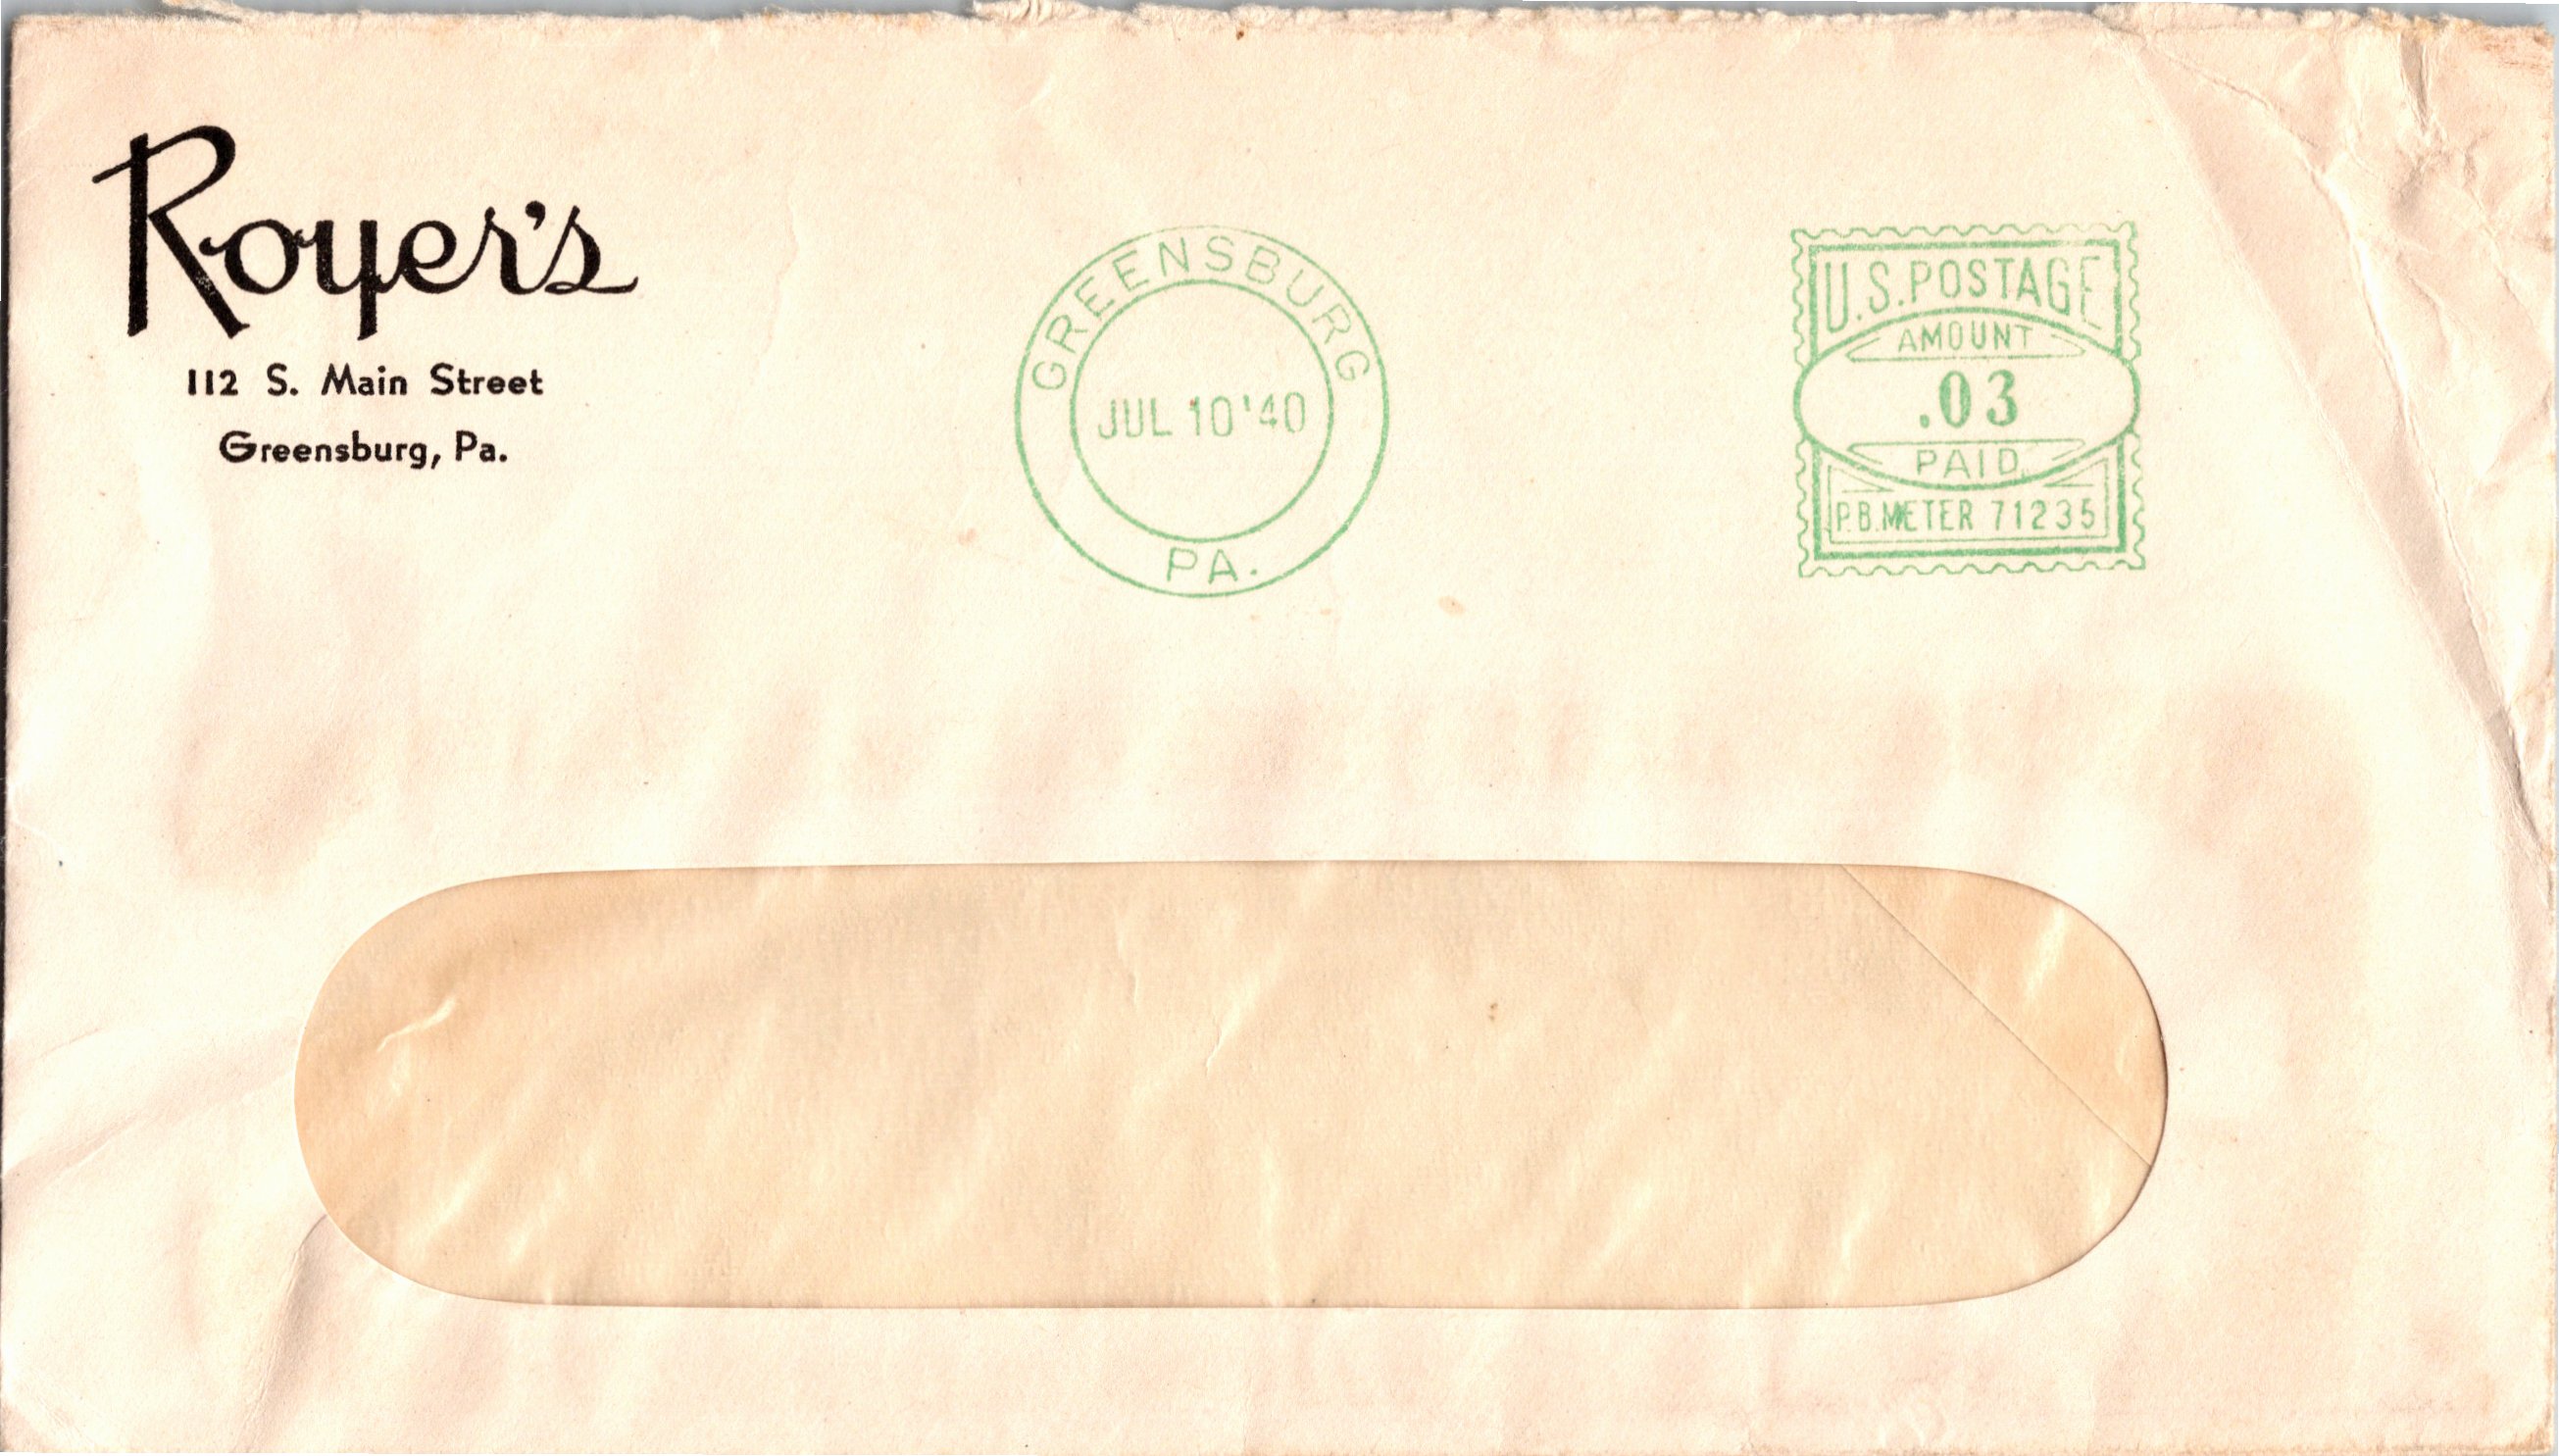 Royer's
112 S. Main Street
Greensburg, Pa.
GREENSBURG
JUL 10 '40
PA.
U.S. POSTAGE
AMOUNT
.03
PAID
P.B. METER 71235